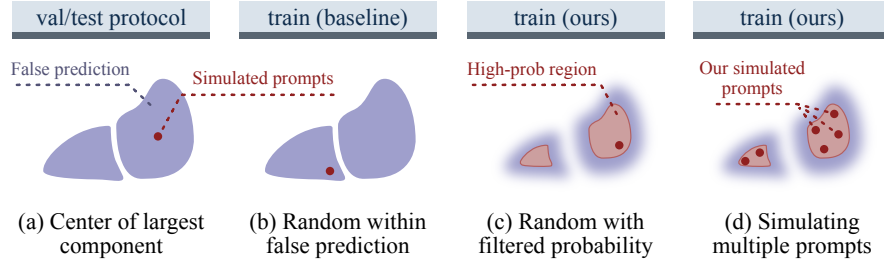 val/test protocol
train (baseline)
train (ours)
train (ours)
False prediction
Simulated prompts
High-prob region
Our simulated
prompts
(a) Center of largest
component
(b) Random within
false prediction
(c) Random with
filtered probability
(d) Simulating
multiple prompts